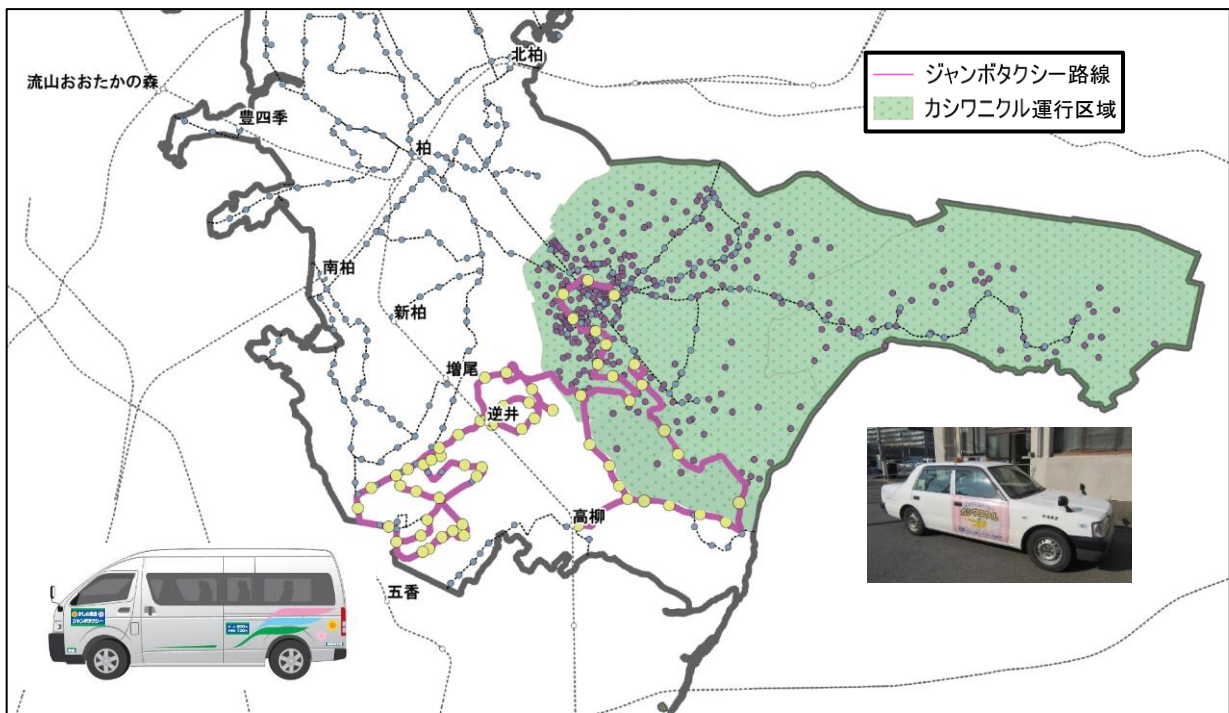 北柏
流山おおたかの森
豊四季
柏
南柏
新柏
増尾
逆井
高柳
五香
ジャンボタクシー路線
カシワニクル運行区域
ジャンボタクシー
カシワニクル